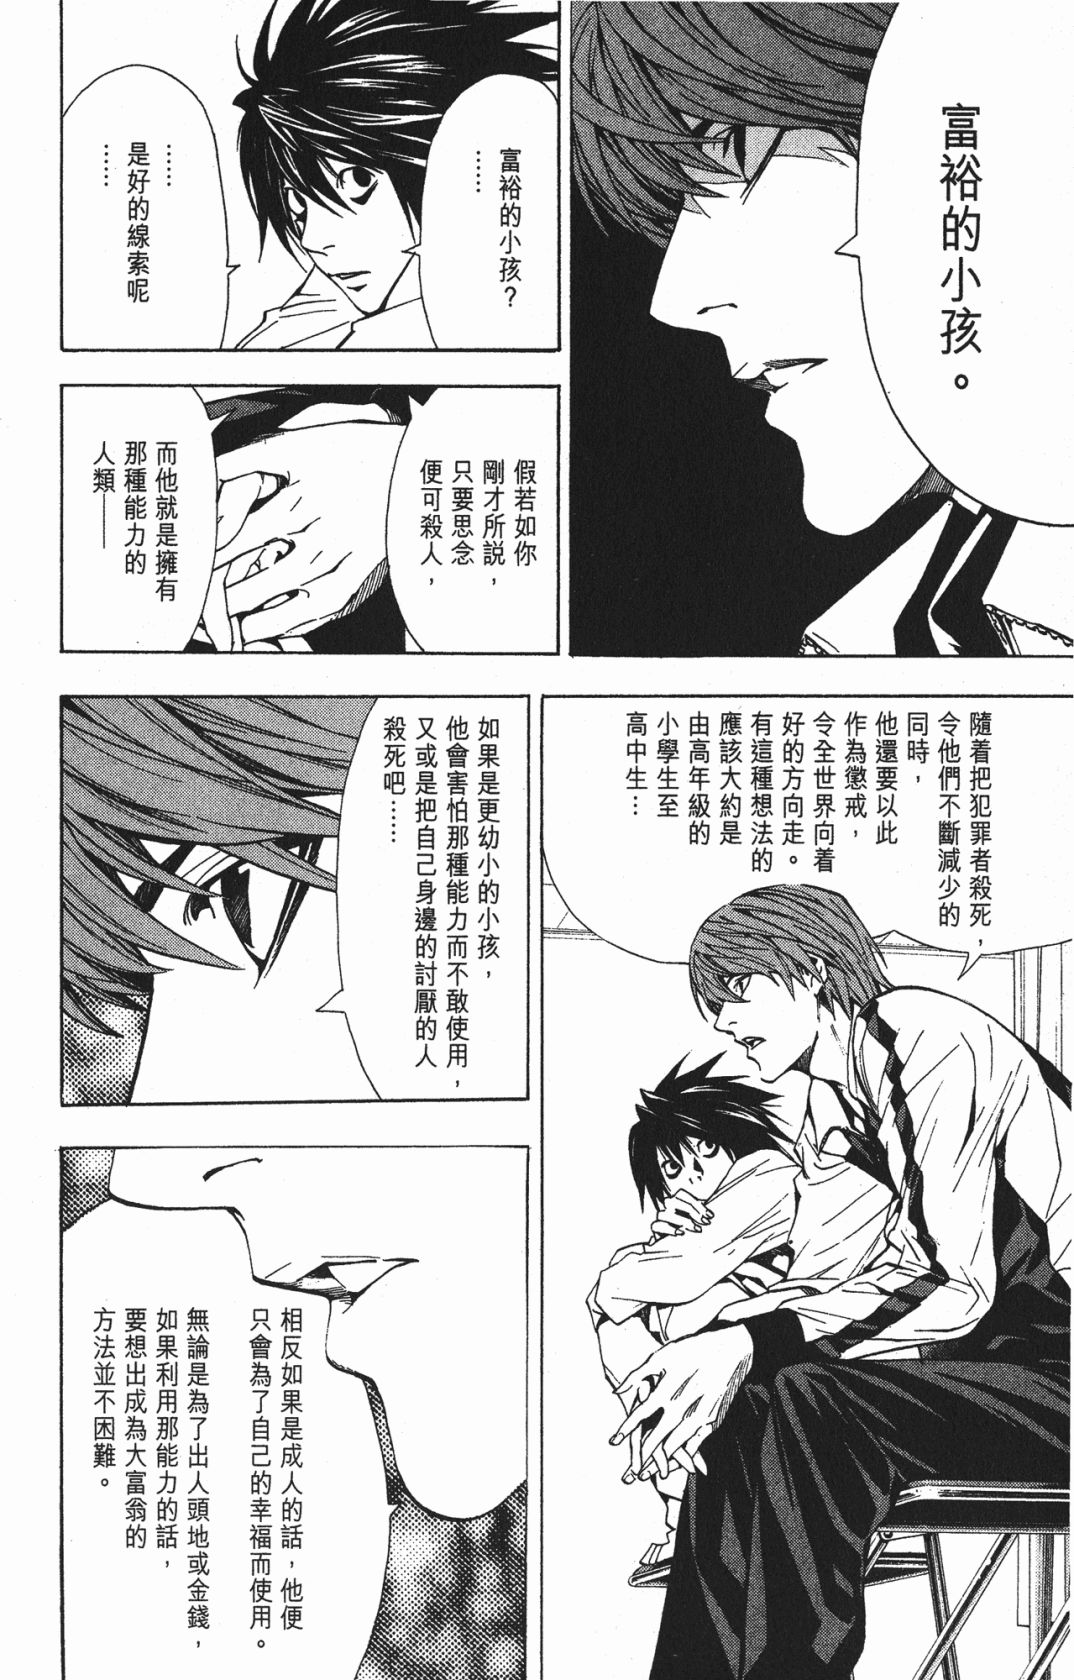 富裕的小孩。
富裕的小孩?
……
……
是好的線索呢
……
假若如你
剛才所說，
只要思念
便可殺人，
而他就是擁有
那種能力的
人類——
隨着把犯罪者殺死，
令他們不斷減少的
同時，
他還要以此
作為懲戒，
令全世界向着
好的方向走。
有這種想法的
應該大約是
由高年級的
小學生至
高中生…
如果是更幼小的小孩，
他會害怕那種能力而不敢使用，
又或是把自己身邊的討厭的人
殺死吧……
相反如果是成人的話，他便
只會為了自己的幸福而使用。
無論是為了出人頭地或金錢，
如果利用那能力的話，
要想出成為大富翁的
方法並不困難。